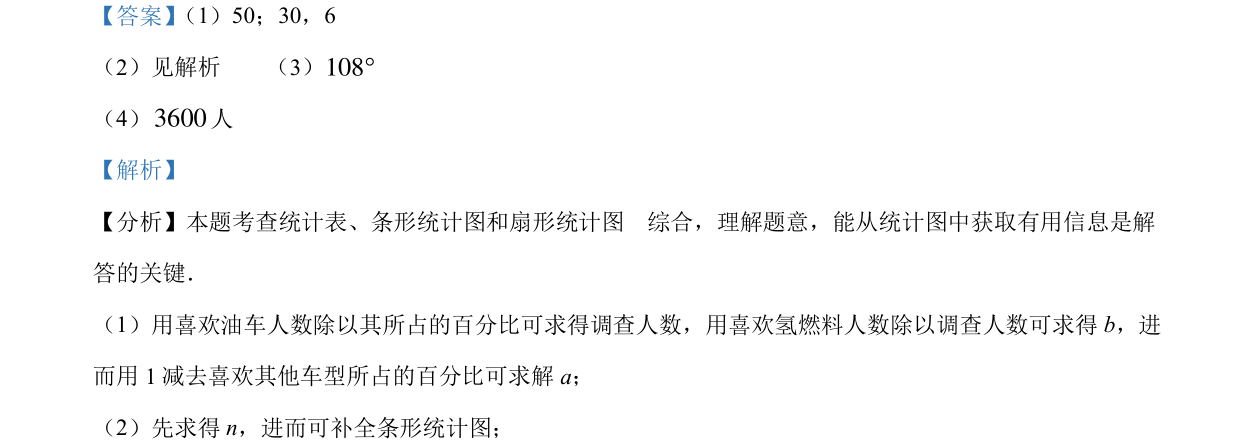 【答案】（1）50；30，6
（2）见解析 （3）108°
（4）3600人
【解析】
【分析】本题考查统计表、条形统计图和扇形统计图 综合，理解题意，能从统计图中获取有用信息是解
答的关键．
（1）用喜欢油车人数除以其所占的百分比可求得调查人数，用喜欢氢燃料人数除以调查人数可求得 b，进
而用 1 减去喜欢其他车型所占的百分比可求解 a；
（2）先求得 n，进而可补全条形统计图；